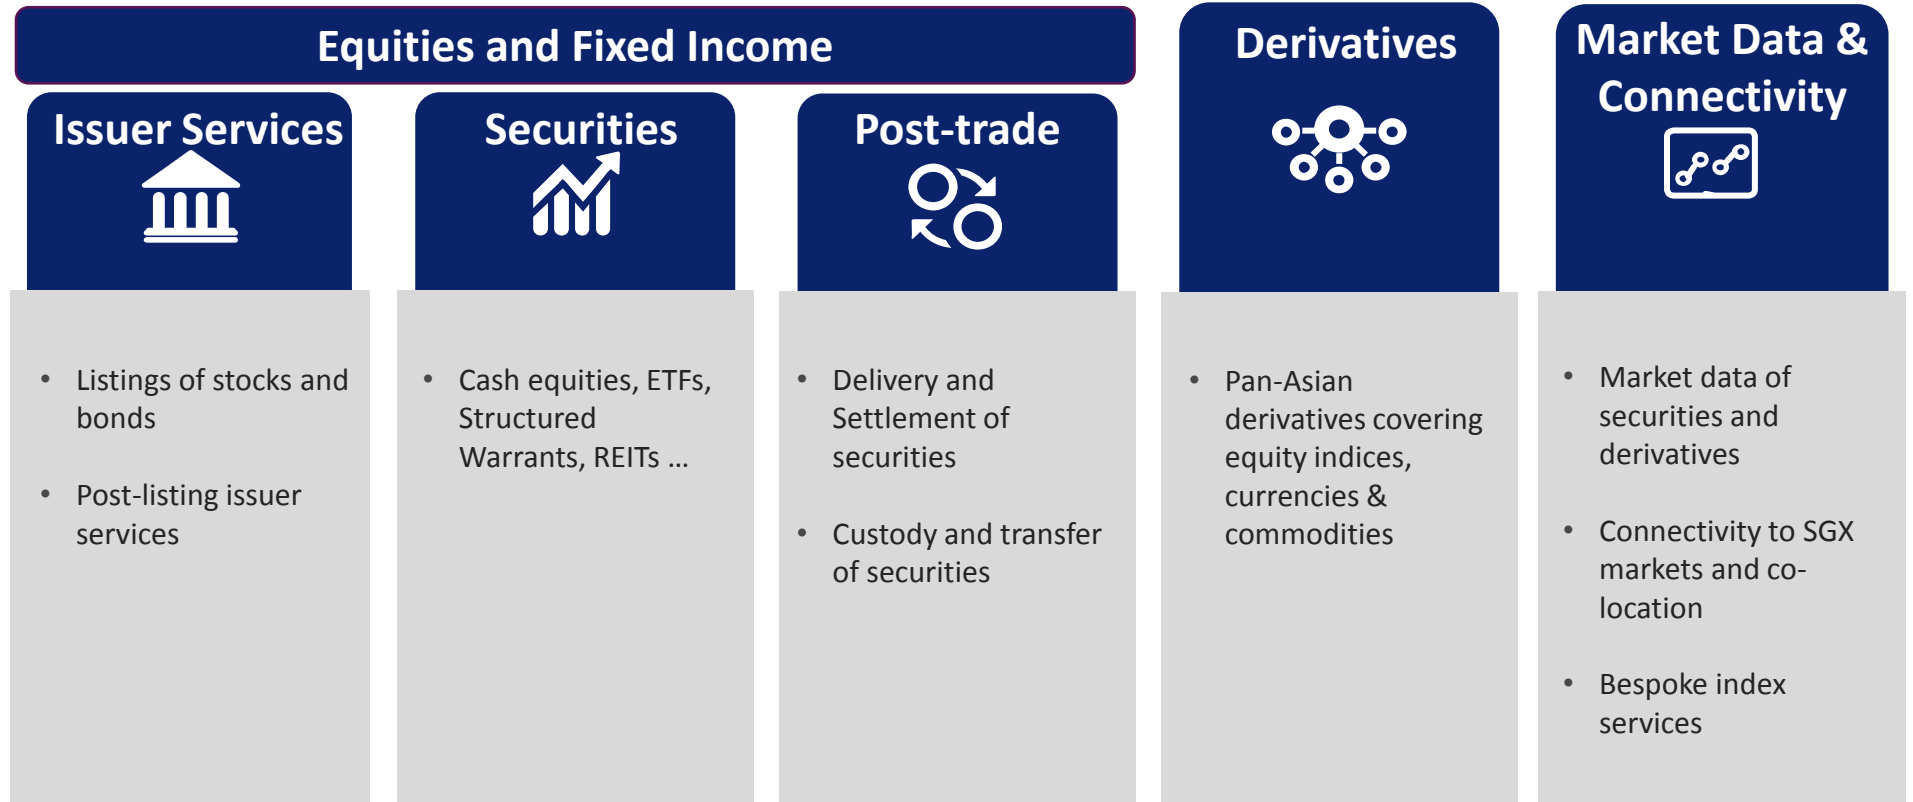 Equities and Fixed Income
Issuer Services
• Listings of stocks and
bonds
• Post-listing issuer
services
Securities
• Cash equities, ETFs,
Structured
Warrants, REITs ...
Post-trade
• Delivery and
Settlement of
securities
• Custody and transfer
of securities
Derivatives
• Pan-Asian
derivatives covering
equity indices,
currencies &
commodities
Market Data &
Connectivity
• Market data of
securities and
derivatives
• Connectivity to SGX
markets and co-
location
• Bespoke index
services